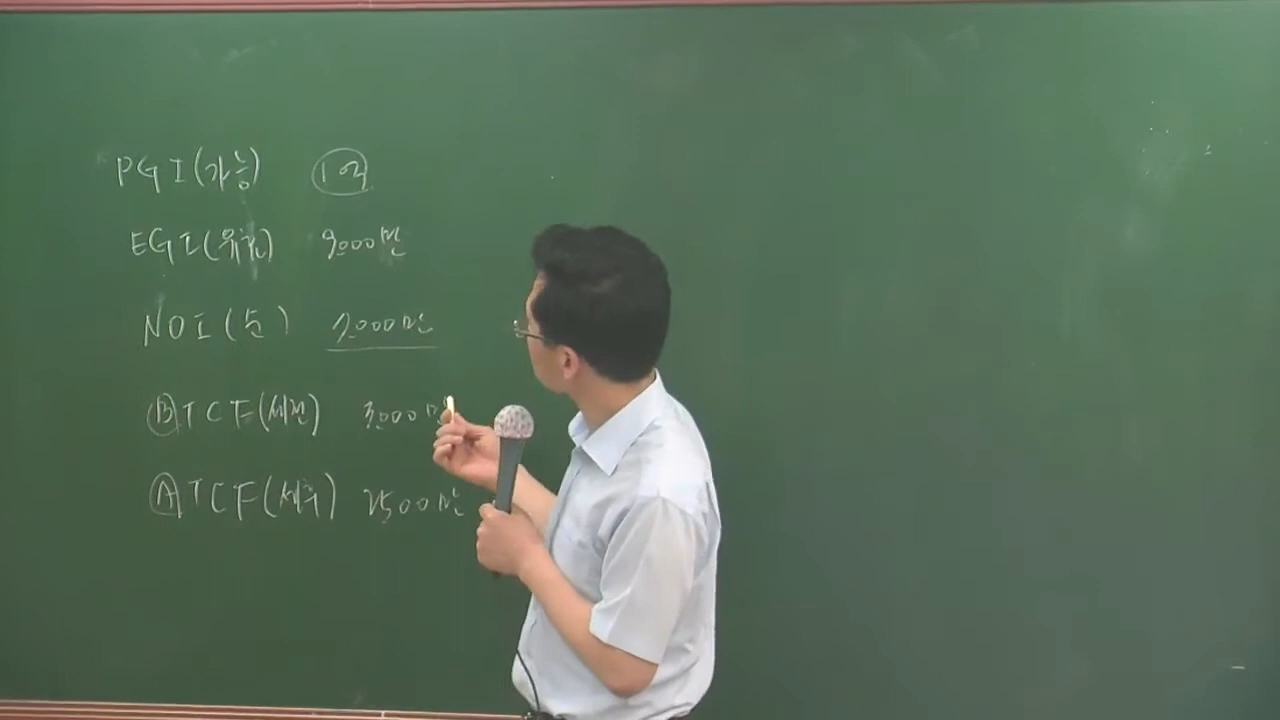 PGI(가능) 1억
EGI(유효) 9000만
NOI(순) 7000만
BTCF(세전) 3000만
ATCF(세후) 2500만